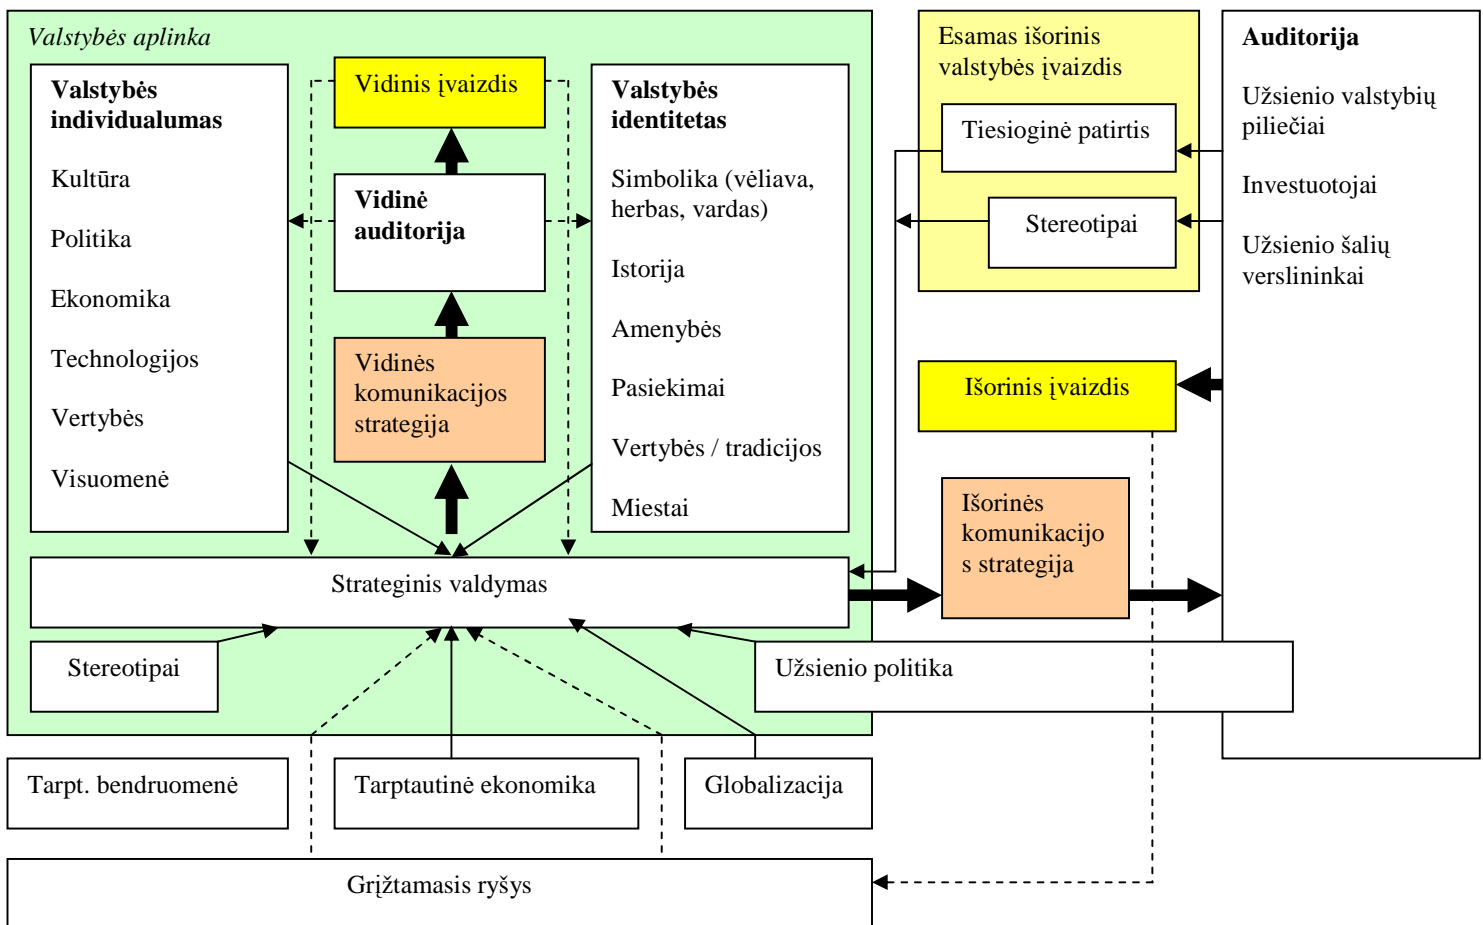 Valstybės aplinka
Valstybės
individualumas
Kultūra
Politika
Ekonomika
Technologijos
Vertybės
Visuomenė
Vidinis įvaizdis
Vidinė
auditorija
Vidinės
komunikacijos
strategija
Valstybės
identitetas
Simbolika (vėliava,
herbas, vardas)
Istorija
Amenybės
Pasiekimai
Vertybės / tradicijos
Miestai
Strateginis valdymas
Stereotipai
Užsienio politika
Tarpt. bendruomenė
Tarptautinė ekonomika
Globalizacija
Grįžtamasis ryšys
Esamas išorinis
valstybės įvaizdis
Tiesioginė patirtis
Stereotipai
Išorinis įvaizdis
Išorinės
komunikacijo
s strategija
Auditorija
Užsienio valstybių
piliečiai
Investuotojai
Užsienio šalių
verslininkai